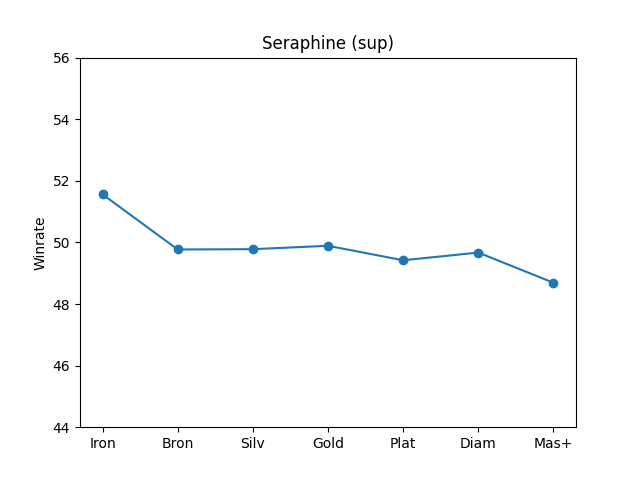 Seraphine (sup)
56
54
52
50
48
46
44
Winrate
Iron Bron Silv Gold Plat Diam Mas+